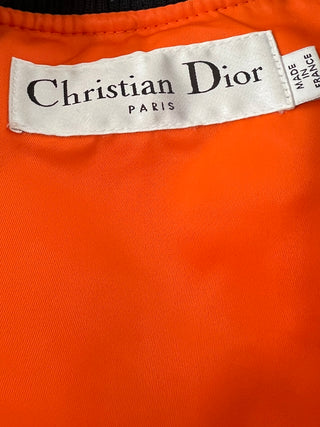 Christian Dior
PARIS
MADE
IN
FRANCE